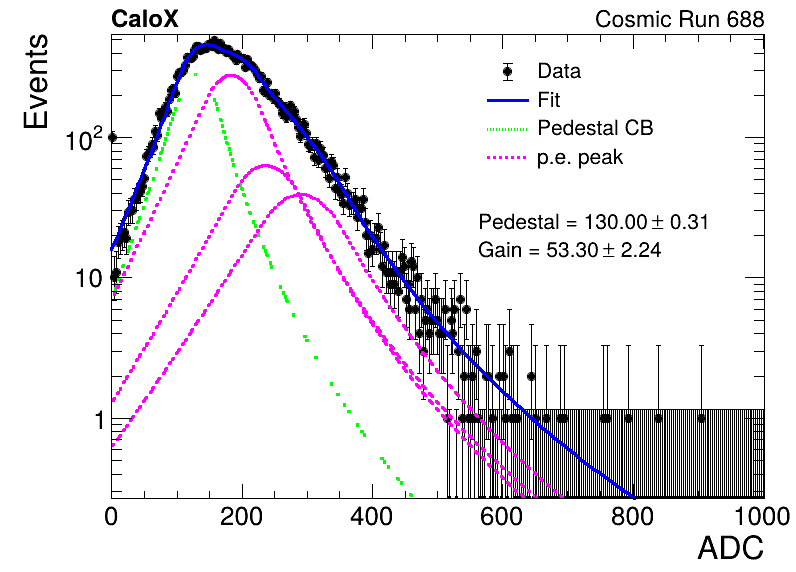 CaloX Cosmic Run 688
Events
Data
Fit
Pedestal CB
p.e. peak
Pedestal = 130.00 ± 0.31
Gain = 53.30 ± 2.24
10²
10
1
0 200 400 600 800 1000
ADC